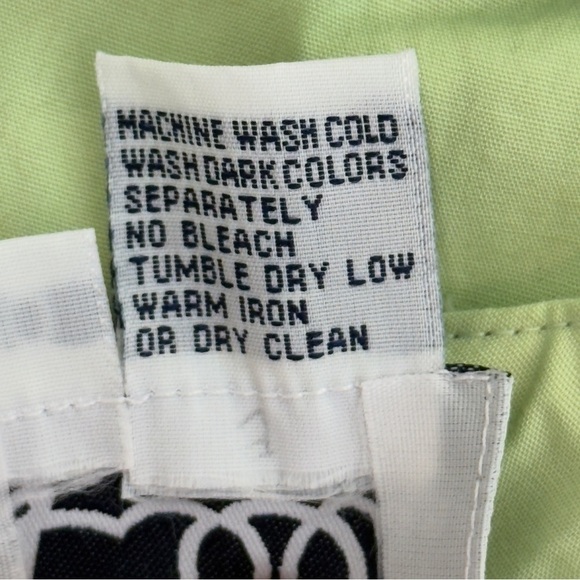 MACHINE WASH COLD
WASH DARK COLORS
SEPARATELY
NO BLEACH
TUMBLE DRY LOW
WARM IRON
OR DRY CLEAN